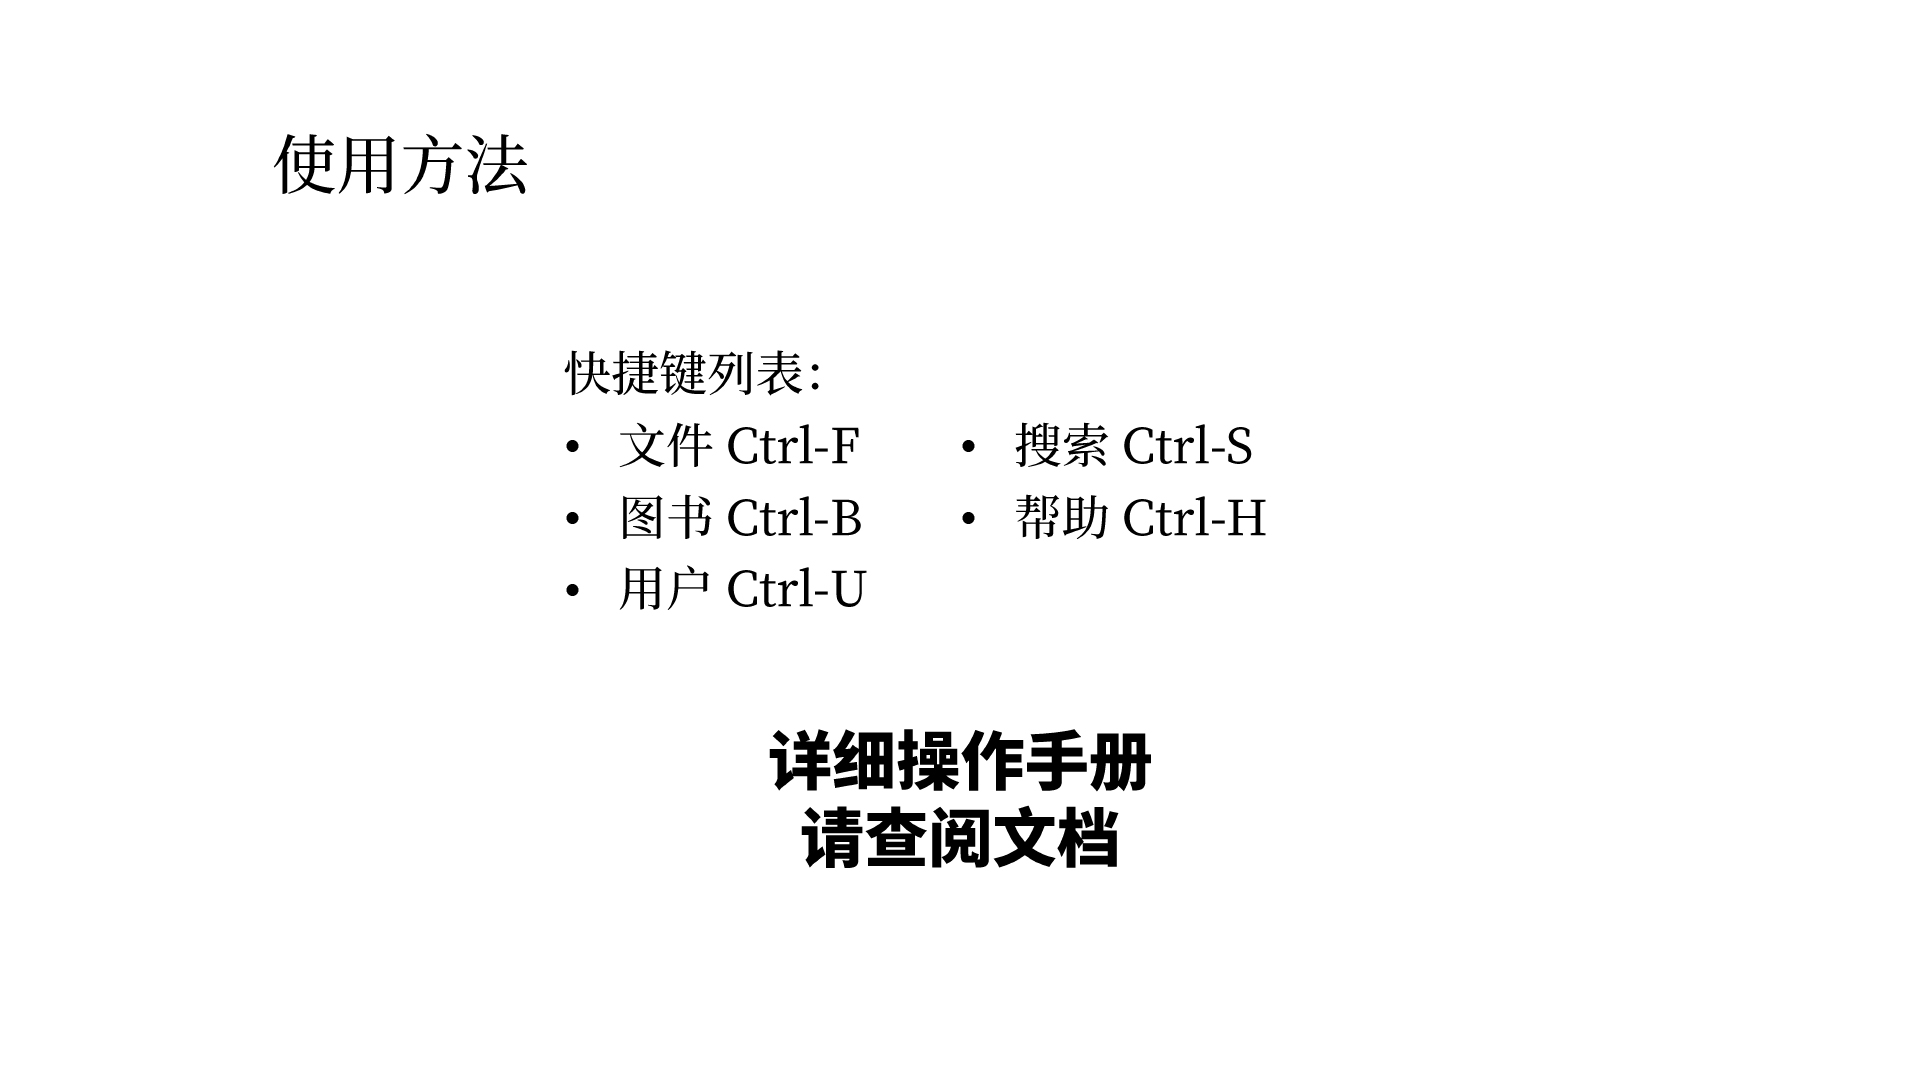 使用方法
快捷键列表：
• 文件 Ctrl-F
• 图书 Ctrl-B
• 用户 Ctrl-U
• 搜索 Ctrl-S
• 帮助 Ctrl-H
详细操作手册
请查阅文档